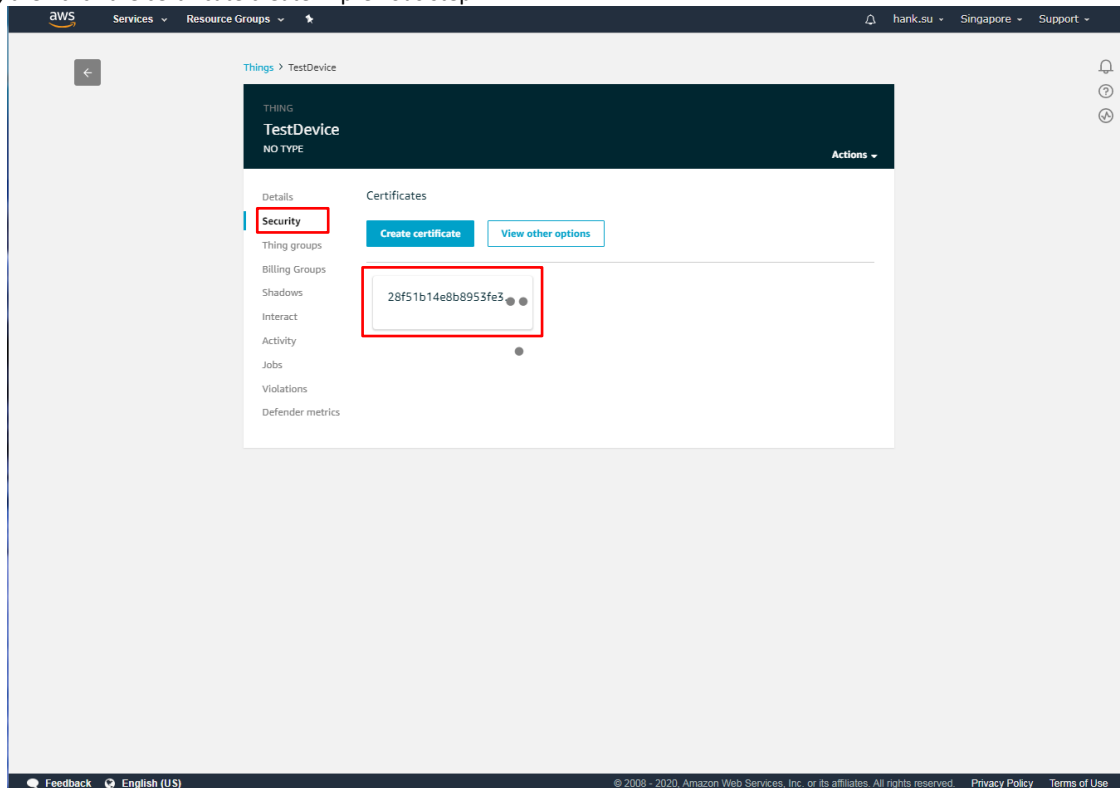 aws Services Resource Groups hank.su Singapore Support
Things > TestDevice
THING
TestDevice
NO TYPE
Actions
Details
Security
Thing groups
Billing Groups
Shadows
Interact
Activity
Jobs
Violations
Defender metrics
Certificates
Create certificate View other options
28f51b14e8b8953fe3
Feedback English (US) © 2008 - 2020, Amazon Web Services, Inc. or its affiliates. All rights reserved. Privacy Policy Terms of Use